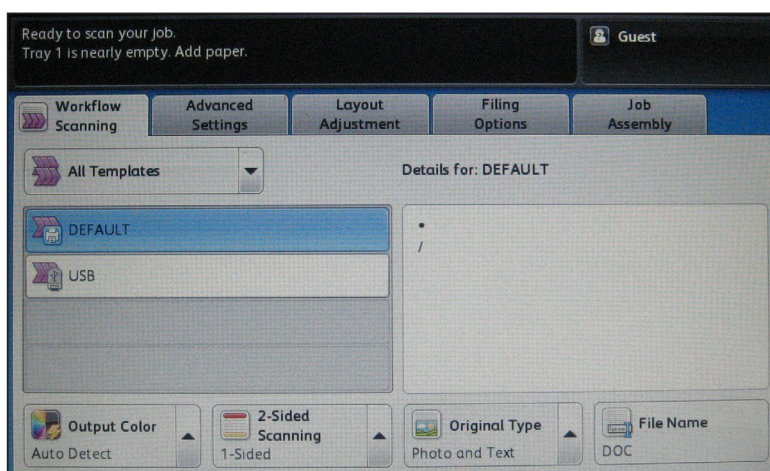 Ready to scan your job.
Tray 1 is nearly empty. Add paper.
Guest
Workflow
Scanning
Advanced
Settings
Layout
Adjustment
Filing
Options
Job
Assembly
All Templates
Details for: DEFAULT
DEFAULT
•
/
USB
Output Color
Auto Detect
2-Sided
Scanning
1-Sided
Original Type
Photo and Text
File Name
DOC